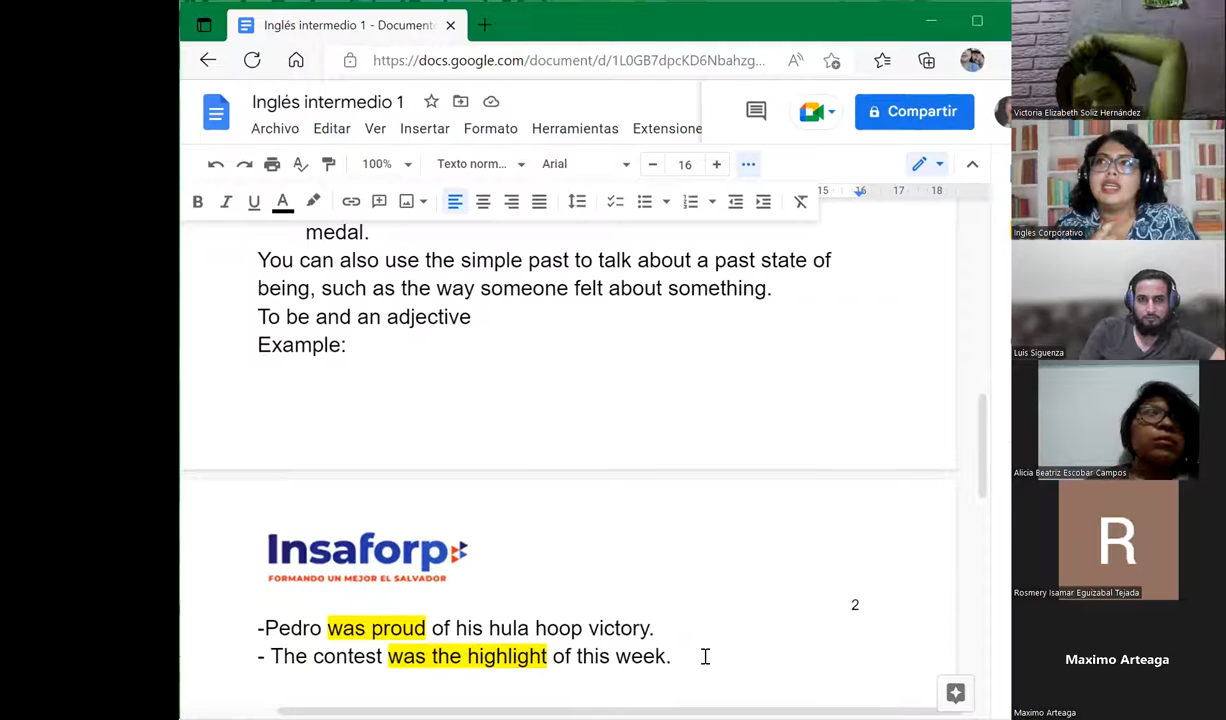 Inglés intermedio 1 - Document
https://docs.google.com/document/d/1L0GB7dpcKD6Nbahzg...
Inglés intermedio 1
Compartir
Archivo Editar Ver Insertar Formato Herramientas Extensione
100% Texto norm... Arial 16
15 16 17 18
medal.
You can also use the simple past to talk about a past state of
being, such as the way someone felt about something.
To be and an adjective
Example:
Insaforp
FORMANDO UN MEJOR EL SALVADOR
2
-Pedro was proud of his hula hoop victory.
- The contest was the highlight of this week.
Victoria Elizabeth Soliz Hernández
Ingles Corporativo
Luis Siguenza
Alicia Beatriz Escobar Campos
R
Rosmery Isamar Eguizabal Tejada
Maximo Arteaga
Maximo Arteaga